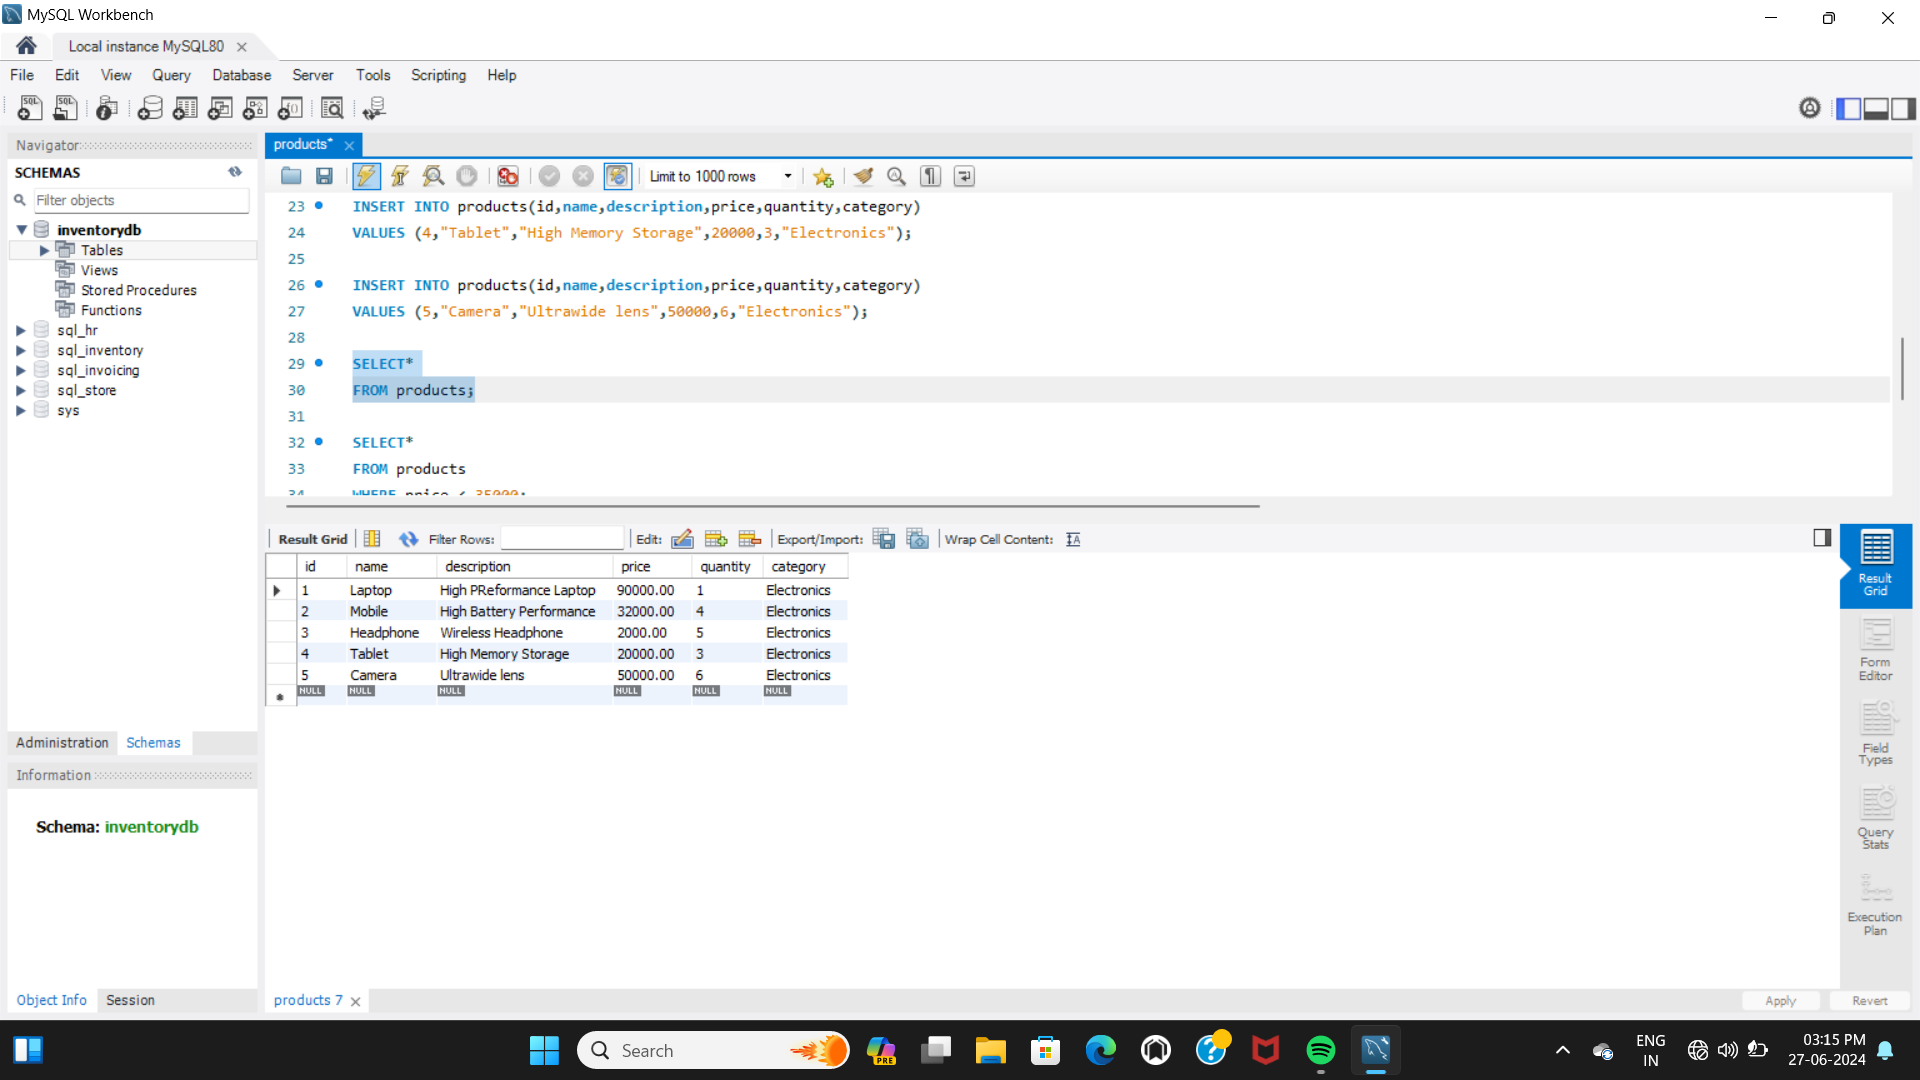 MySQL Workbench
Local instance MySQL80
File Edit View Query Database Server Tools Scripting Help
Navigator
SCHEMAS
Filter objects
inventorydb
Tables
Views
Stored Procedures
Functions
sql_hr
sql_inventory
sql_invoicing
sql_store
sys
Administration Schemas
Information
Schema: inventorydb
Object Info Session
products*
Limit to 1000 rows
23 INSERT INTO products(id,name,description,price,quantity,category)
24 VALUES (4,"Tablet","High Memory Storage",20000,3,"Electronics");
25
26 INSERT INTO products(id,name,description,price,quantity,category)
27 VALUES (5,"Camera","Ultrawide lens",50000,6,"Electronics");
28
29 SELECT*
30 FROM products;
31
32 SELECT*
33 FROM products
34 WHERE price < 35000;
Result Grid Filter Rows: Edit: Export/Import: Wrap Cell Content:
id name description price quantity category
1 Laptop High PReformance Laptop 90000.00 1 Electronics
2 Mobile High Battery Performance 32000.00 4 Electronics
3 Headphone Wireless Headphone 2000.00 5 Electronics
4 Tablet High Memory Storage 20000.00 3 Electronics
5 Camera Ultrawide lens 50000.00 6 Electronics
NULL NULL NULL NULL NULL NULL
Result
Grid
Form
Editor
Field
Types
Query
Stats
Execution
Plan
products 7
Apply Revert
Search
PRE
ENG
IN
03:15 PM
27-06-2024